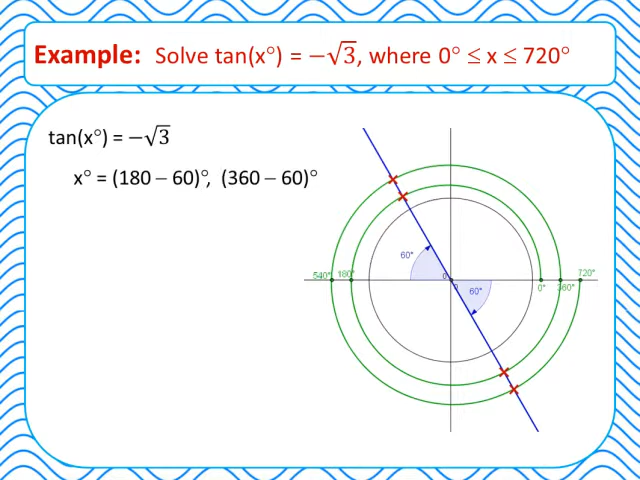 Example: Solve tan(x°) = −√3, where 0° ≤ x ≤ 720°
tan(x°) = −√3
x° = (180 – 60)°, (360 – 60)°
60°
540° 180° 0 0° 360° 720°
60°